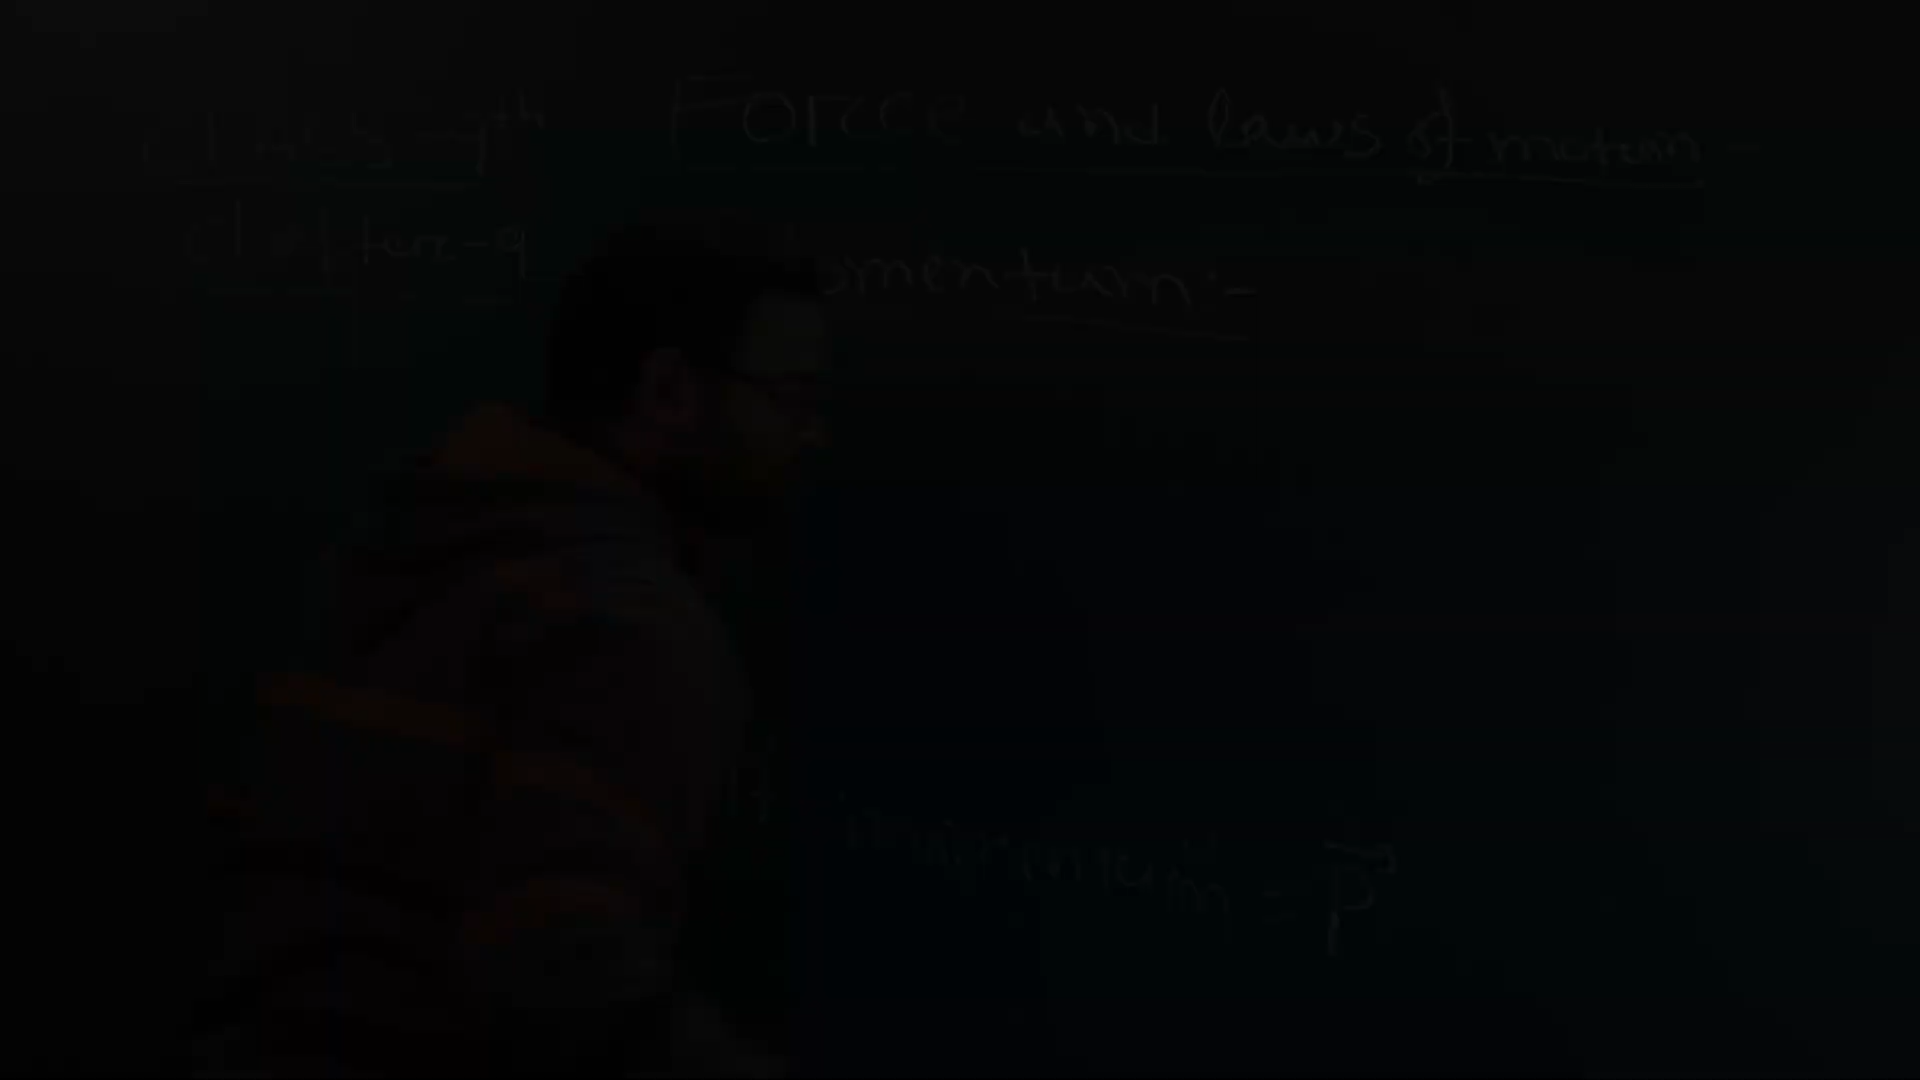 class-9th Force and laws of motion-
chapter-9
omentum:-
momentum = P⃗